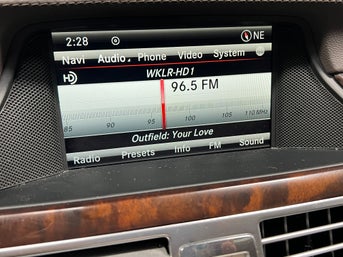 2:28 NE
Navi Audio Phone Video System
HD WKLR-HD1
96.5 FM
85 90 95 100 105 110 MHz
Outfield: Your Love
Radio Presets Info FM Sound